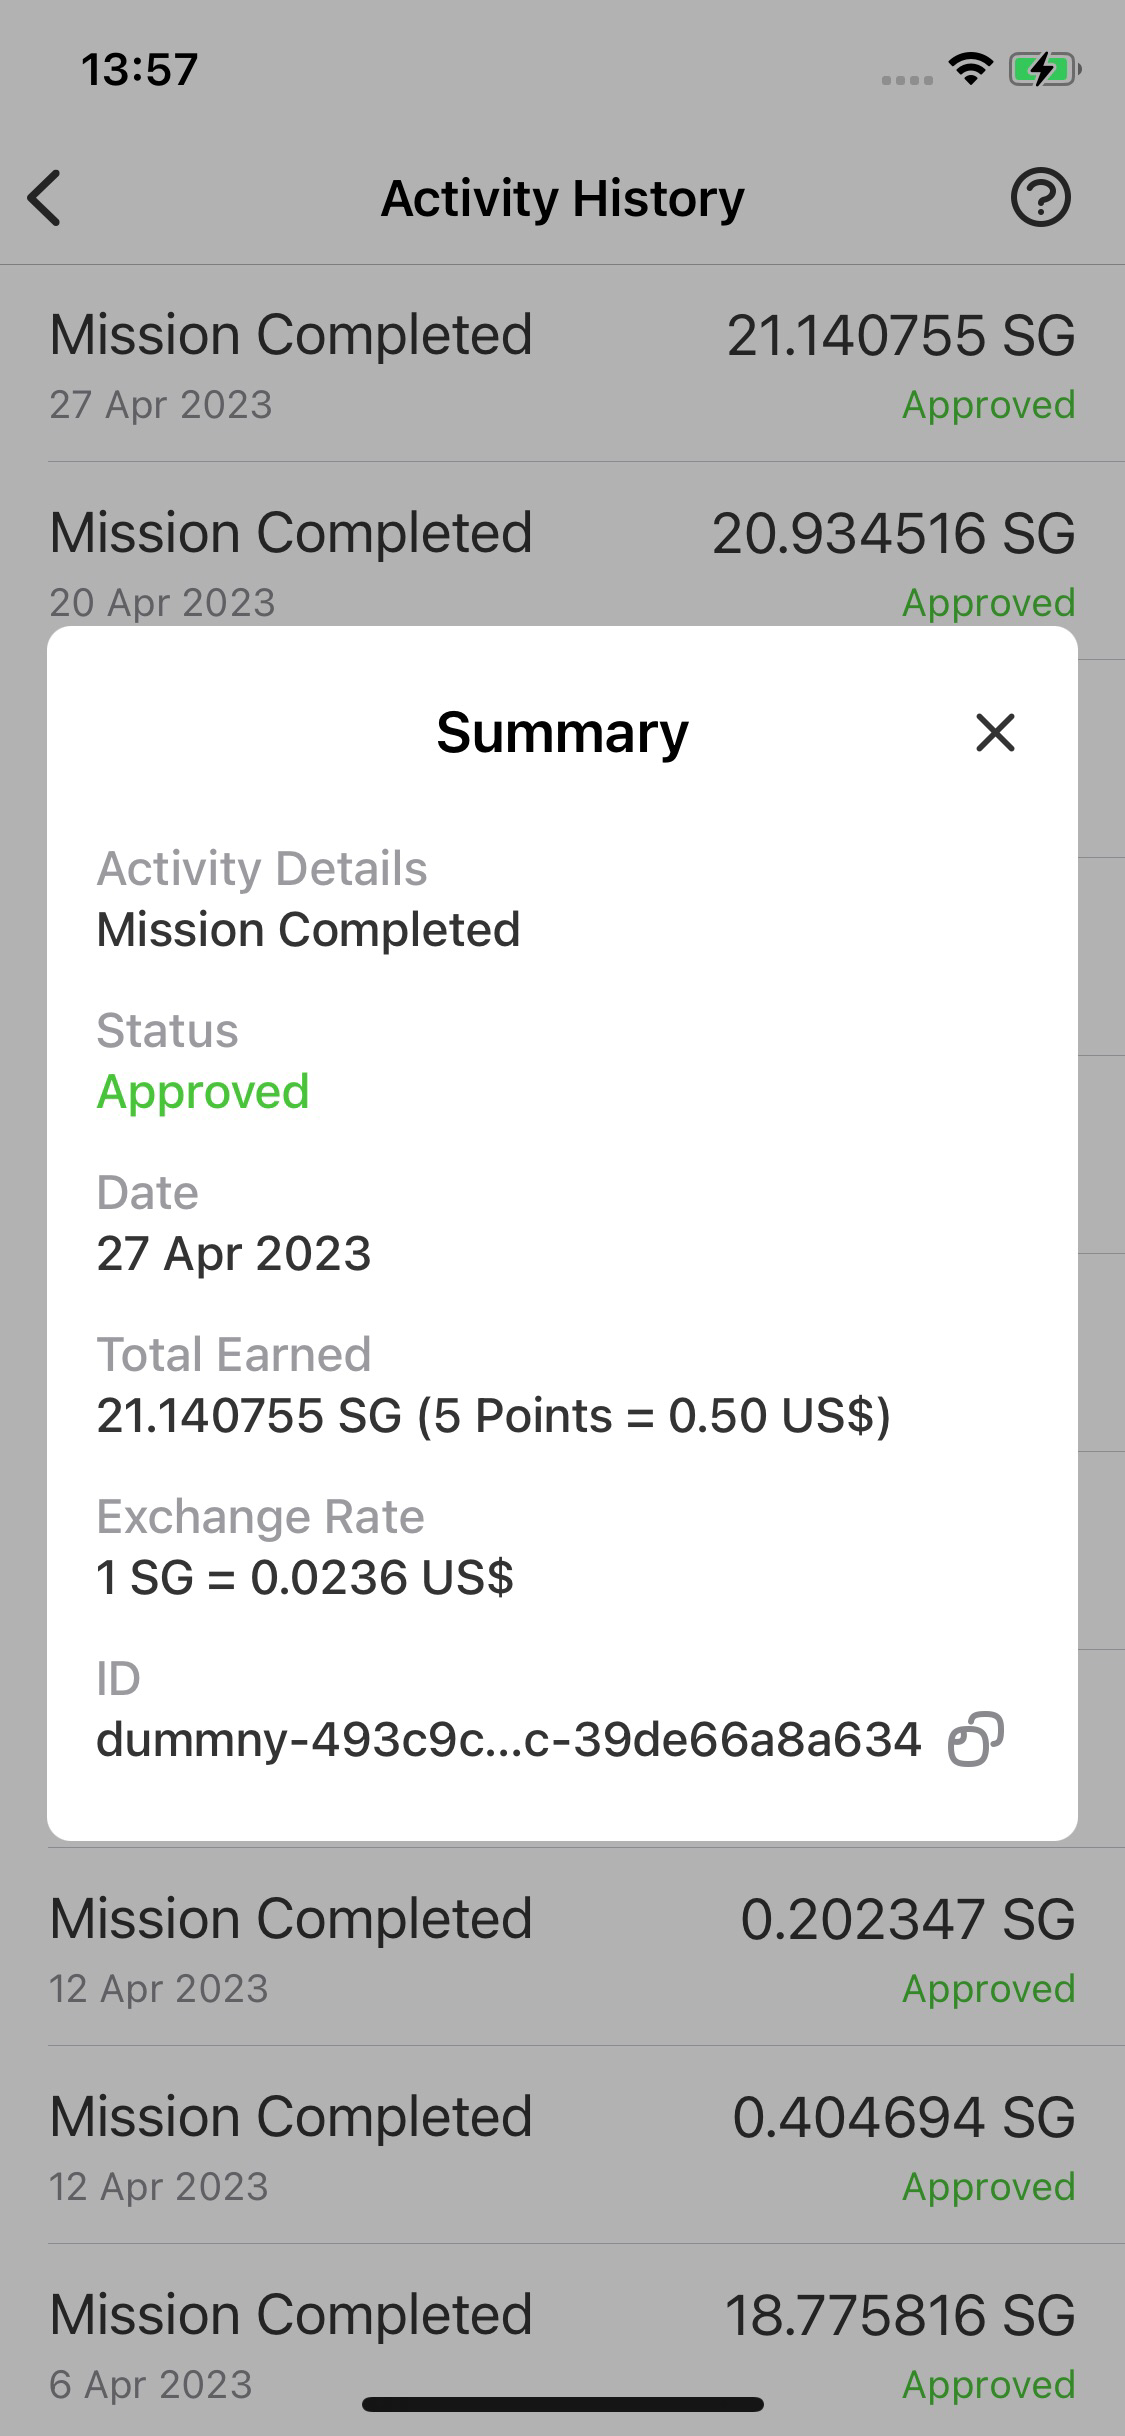 13:57
Activity History
Mission Completed 21.140755 SG
27 Apr 2023 Approved
Mission Completed 20.934516 SG
20 Apr 2023 Approved
Summary
Activity Details
Mission Completed
Status
Approved
Date
27 Apr 2023
Total Earned
21.140755 SG (5 Points = 0.50 US$)
Exchange Rate
1 SG = 0.0236 US$
ID
dummny-493c9c...c-39de66a8a634
Mission Completed 0.202347 SG
12 Apr 2023 Approved
Mission Completed 0.404694 SG
12 Apr 2023 Approved
Mission Completed 18.775816 SG
6 Apr 2023 Approved